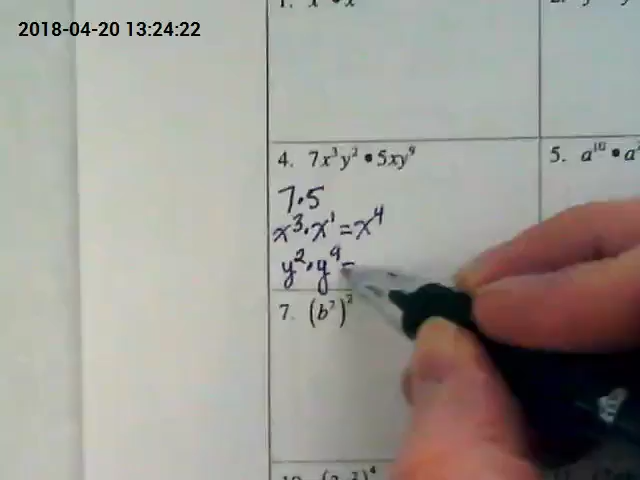 2018-04-20 13:24:22
4. 7x³y² • 5xy⁹
7·5
x³·x¹=x⁴
y²·y⁹=
5. a¹⁰ • a
7. (b⁷)²